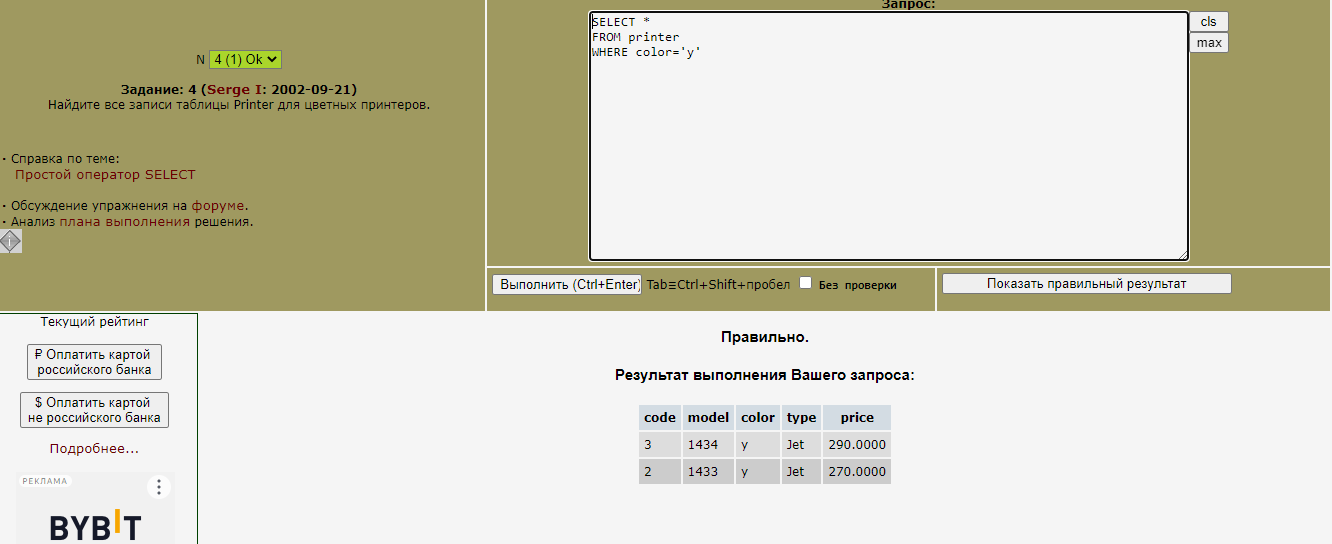 N 4 (1) Ok
Задание: 4 (Serge I: 2002-09-21)
Найдите все записи таблицы Printer для цветных принтеров.
· Справка по теме:
Простой оператор SELECT
· Обсуждение упражнения на форуме.
· Анализ плана выполнения решения.
Запрос:
SELECT *
FROM printer
WHERE color='y'
cls
max
Выполнить (Ctrl+Enter) Tab≡Ctrl+Shift+пробел Без проверки
Показать правильный результат
Текущий рейтинг
₽ Оплатить картой
российского банка
$ Оплатить картой
не российского банка
Подробнее...
РЕКЛАМА
BYBIT
Правильно.
Результат выполнения Вашего запроса:
code model color type price
3 1434 y Jet 290.0000
2 1433 y Jet 270.0000